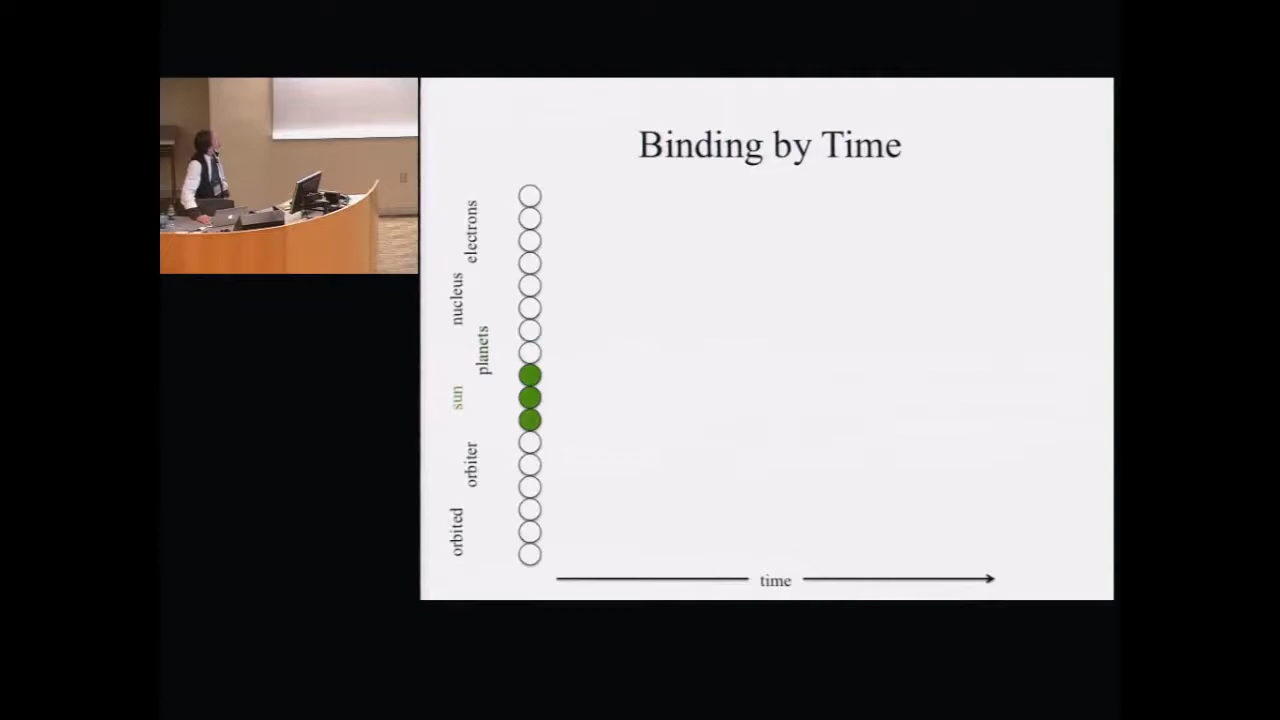 Binding by Time
electrons
nucleus
planets
sun
orbiter
orbited
time